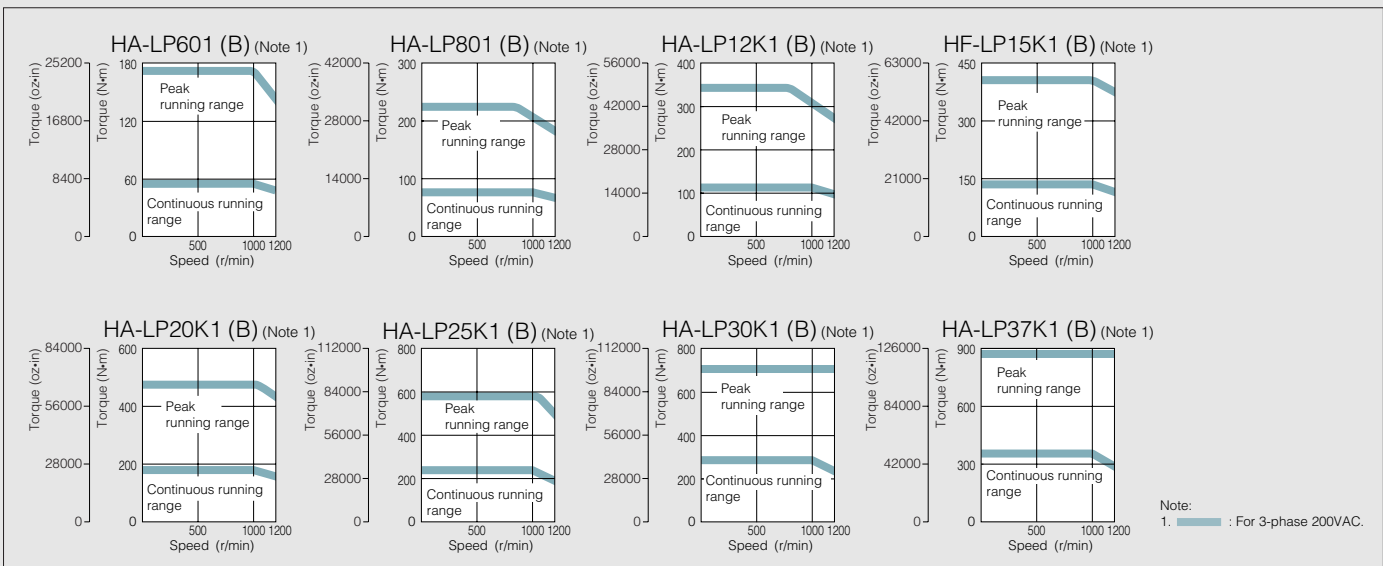 HA-LP601 (B) (Note 1)
Torque (oz•in)
25200
16800
8400
0
Torque (N•m)
180
120
60
0
Peak
running range
Continuous running
range
500
1000 1200
Speed (r/min)
HA-LP801 (B) (Note 1)
Torque (oz•in)
42000
28000
14000
0
Torque (N•m)
300
200
100
0
Peak
running range
Continuous running
range
500
1000 1200
Speed (r/min)
HA-LP12K1 (B) (Note 1)
Torque (oz•in)
56000
42000
28000
14000
0
Torque (N•m)
400
300
200
100
0
Peak
running range
Continuous running
range
500
1000 1200
Speed (r/min)
HF-LP15K1 (B) (Note 1)
Torque (oz•in)
63000
42000
21000
0
Torque (N•m)
450
300
150
0
Peak
running range
Continuous running
range
500
1000 1200
Speed (r/min)
HA-LP20K1 (B) (Note 1)
Torque (oz•in)
84000
56000
28000
0
Torque (N•m)
600
400
200
0
Peak
running range
Continuous running
range
500
1000 1200
Speed (r/min)
HA-LP25K1 (B) (Note 1)
Torque (oz•in)
112000
84000
56000
28000
0
Torque (N•m)
800
600
400
200
0
Peak
running range
Continuous running
range
500
1000 1200
Speed (r/min)
HA-LP30K1 (B) (Note 1)
Torque (oz•in)
112000
84000
56000
28000
0
Torque (N•m)
800
600
400
200
0
Peak
running range
Continuous running
range
500
1000 1200
Speed (r/min)
HA-LP37K1 (B) (Note 1)
Torque (oz•in)
126000
84000
42000
0
Torque (N•m)
900
600
300
0
Peak
running range
Continuous running
range
500
1000 1200
Speed (r/min)
Note:
1. : For 3-phase 200VAC.